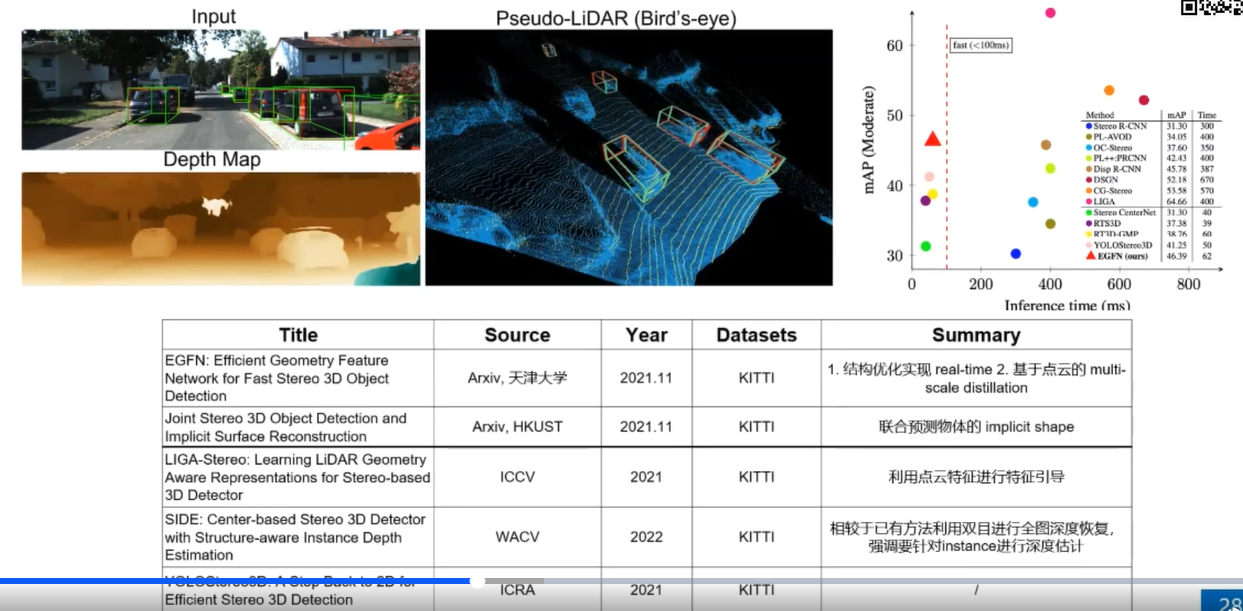 Input
Pseudo-LiDAR (Bird's-eye)
Depth Map
mAP (Moderate)
60
50
40
30
fast (<100ms)
Method mAP Time
Stereo R-CNN 31.30 300
PL-AVOD 34.05 400
OC-Stereo 37.60 350
PL++:PRCNN 42.43 400
Disp R-CNN 45.78 387
DSGN 52.18 670
CG-Stereo 53.58 570
LIGA 64.66 400
Stereo CenterNet 31.30 40
RTS3D 37.38 39
RT3D-GMP 38.76 60
YOLOStereo3D 41.25 50
EGFN (ours) 46.39 62
0 200 400 600 800
Inference time (ms)
Title Source Year Datasets Summary
EGFN: Efficient Geometry Feature
Network for Fast Stereo 3D Object
Detection
Arxiv, 天津大学
2021.11
KITTI
1. 结构优化实现 real-time 2. 基于点云的 multi-
scale distillation
Joint Stereo 3D Object Detection and
Implicit Surface Reconstruction
Arxiv, HKUST
2021.11
KITTI
联合预测物体的 implicit shape
LIGA-Stereo: Learning LiDAR Geometry
Aware Representations for Stereo-based
3D Detector
ICCV
2021
KITTI
利用点云特征进行特征引导
SIDE: Center-based Stereo 3D Detector
with Structure-aware Instance Depth
Estimation
WACV
2022
KITTI
相较于已有方法利用双目进行全图深度恢复，
强调要针对instance进行深度估计
YOLOStereo3D: A Step Back to 2D for
Efficient Stereo 3D Detection
ICRA
2021
KITTI
/
28